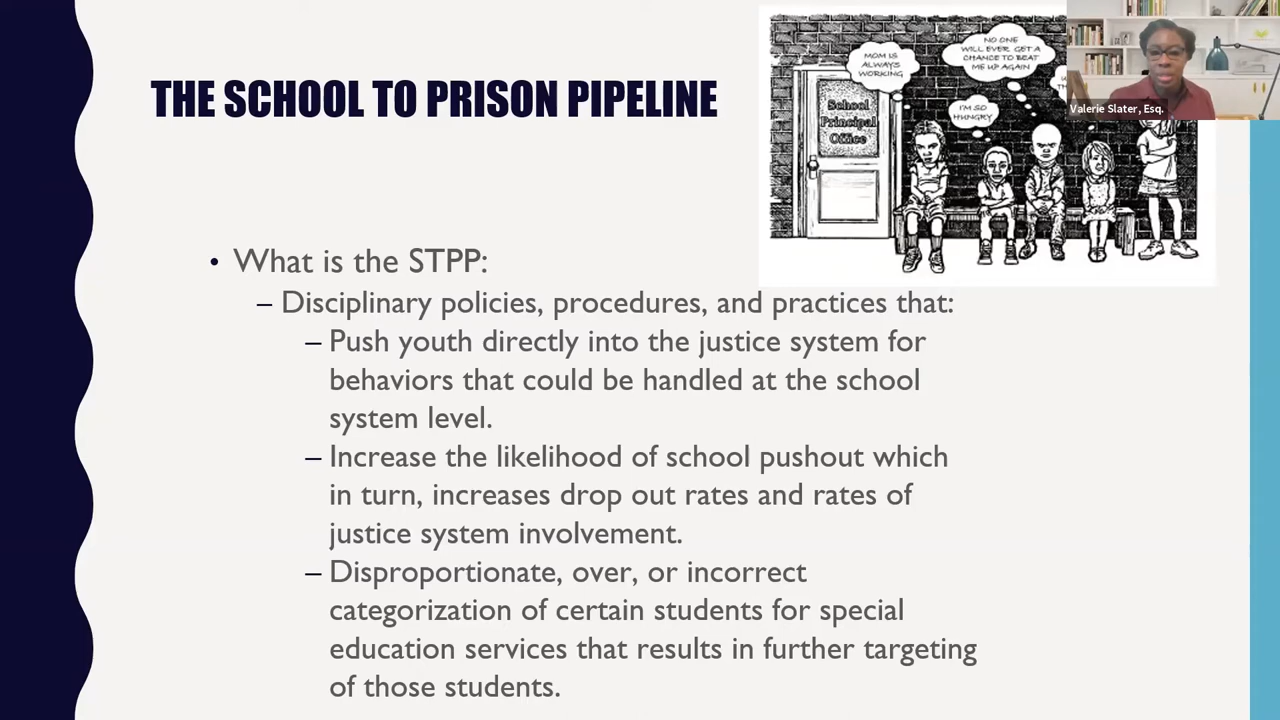 THE SCHOOL TO PRISON PIPELINE
MOM IS
ALWAYS
WORKING
NO ONE
WILL EVER GET A
CHANCE TO BEAT
ME UP AGAIN
I'M SO
HUNGRY
School
Principal
Office
Valerie Slater, Esq.
• What is the STPP:
– Disciplinary policies, procedures, and practices that:
– Push youth directly into the justice system for
behaviors that could be handled at the school
system level.
– Increase the likelihood of school pushout which
in turn, increases drop out rates and rates of
justice system involvement.
– Disproportionate, over, or incorrect
categorization of certain students for special
education services that results in further targeting
of those students.